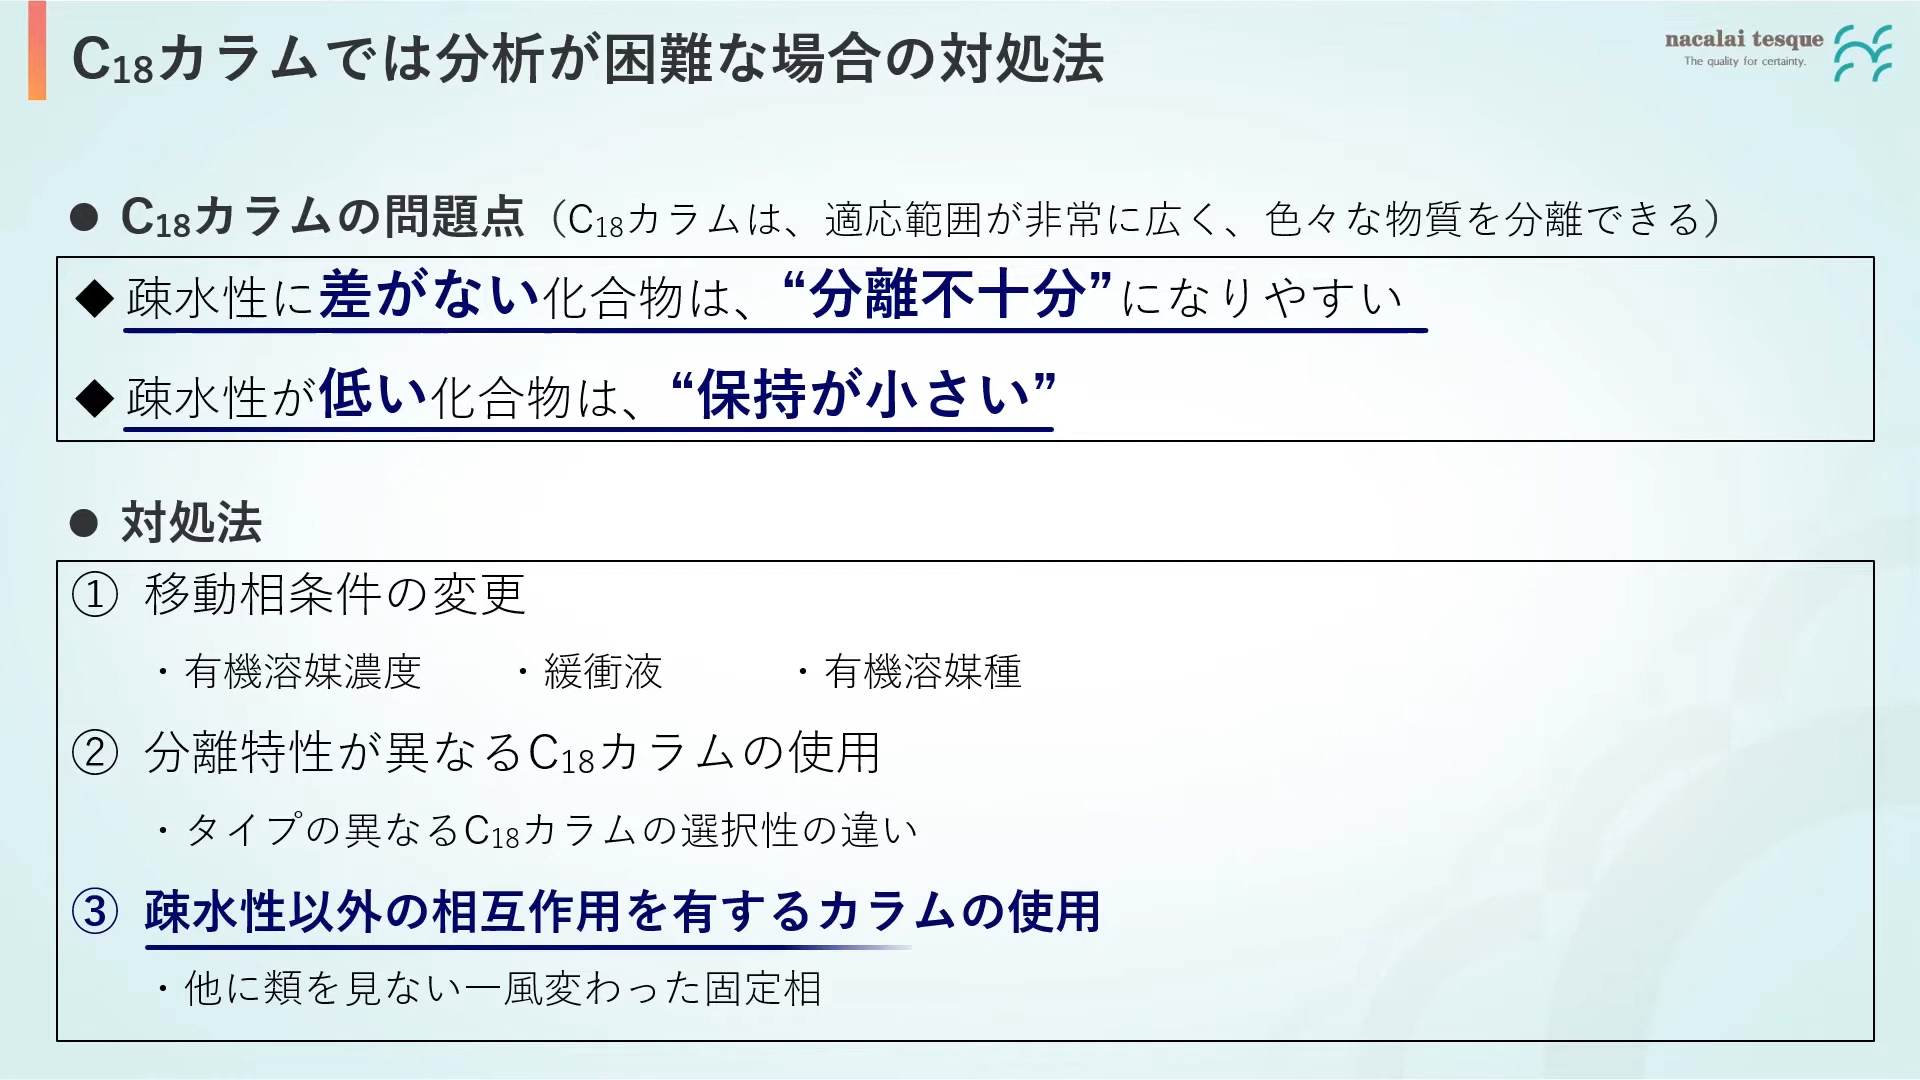 C18カラムでは分析が困難な場合の対処法
nacalai tesque
The quality for certainty.
● C18カラムの問題点（C18カラムは、適応範囲が非常に広く、色々な物質を分離できる）
◆疎水性に差がない化合物は、“分離不十分”になりやすい
◆疎水性が低い化合物は、“保持が小さい”
● 対処法
① 移動相条件の変更
・有機溶媒濃度 ・緩衝液 ・有機溶媒種
② 分離特性が異なるC18カラムの使用
・タイプの異なるC18カラムの選択性の違い
③ 疎水性以外の相互作用を有するカラムの使用
・他に類を見ない一風変わった固定相